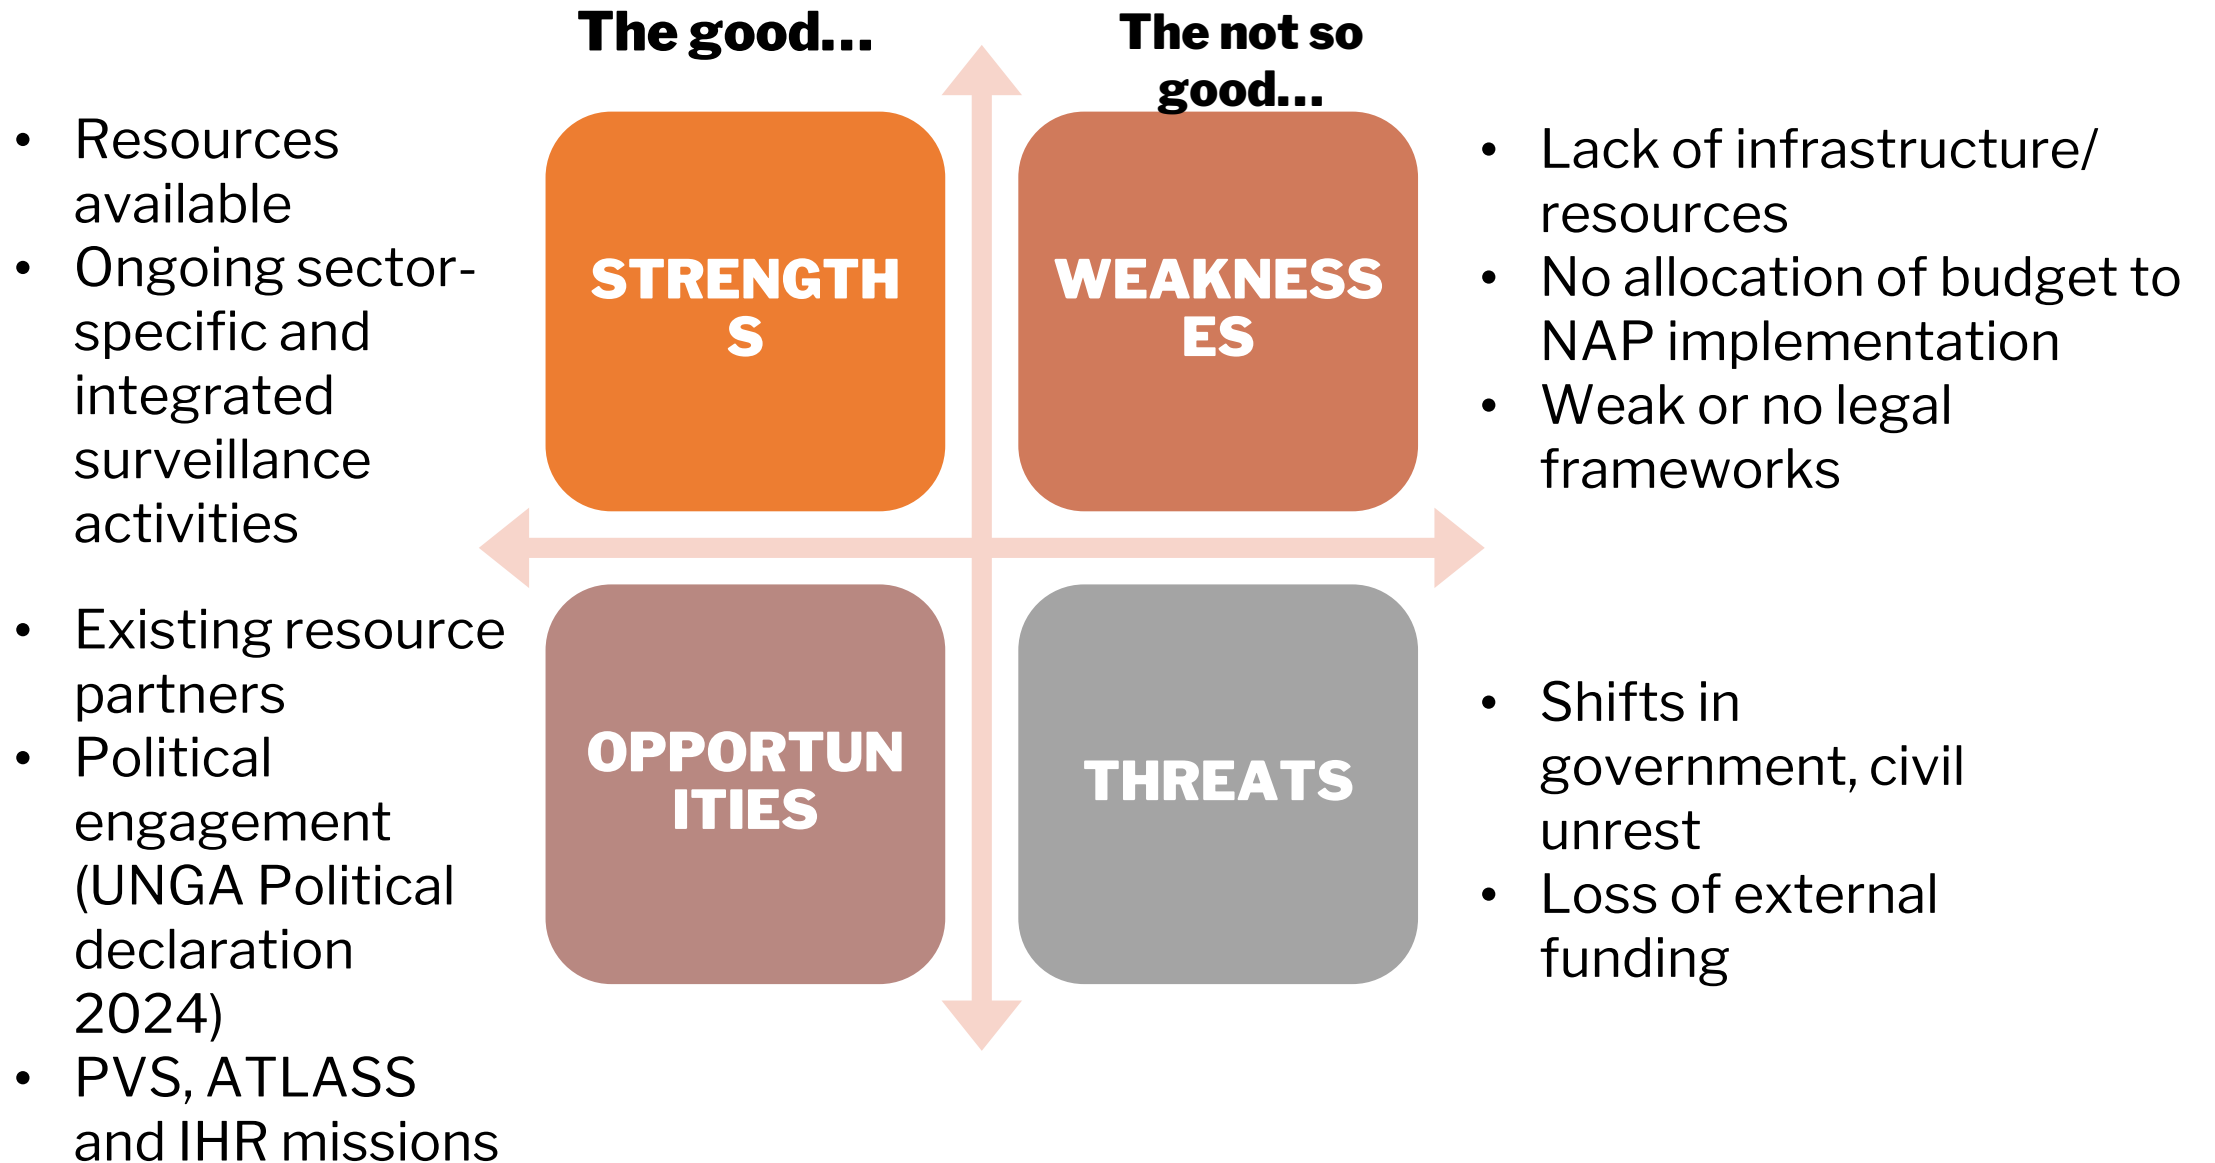 The good...
The not so
good...
• Resources
available
• Ongoing sector-
specific and
integrated
surveillance
activities
STRENGTH
S
WEAKNESS
ES
• Lack of infrastructure/
resources
• No allocation of budget to
NAP implementation
• Weak or no legal
frameworks
• Existing resource
partners
• Political
engagement
(UNGA Political
declaration
2024)
• PVS, ATLASS
and IHR missions
OPPORTUN
ITIES
THREATS
• Shifts in
government, civil
unrest
• Loss of external
funding